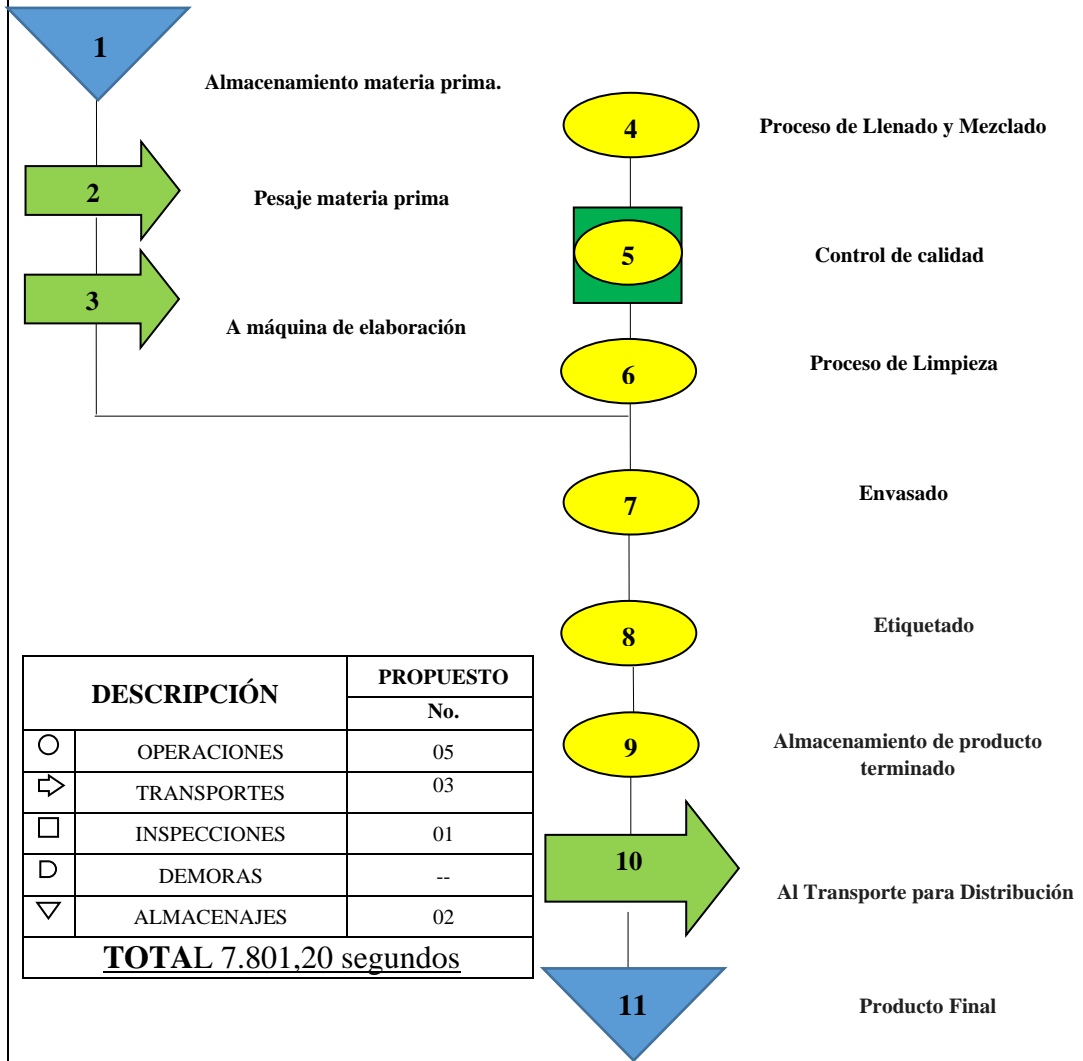 1
Almacenamiento materia prima.
2
Pesaje materia prima
3
A máquina de elaboración
4
Proceso de Llenado y Mezclado
5
Control de calidad
6
Proceso de Limpieza
7
Envasado
8
Etiquetado
9
Almacenamiento de producto
terminado
10
Al Transporte para Distribución
11
Producto Final
DESCRIPCIÓN PROPUESTO
No.
OPERACIONES 05
TRANSPORTES 03
INSPECCIONES 01
DEMORAS --
ALMACENAJES 02
TOTAL 7.801,20 segundos